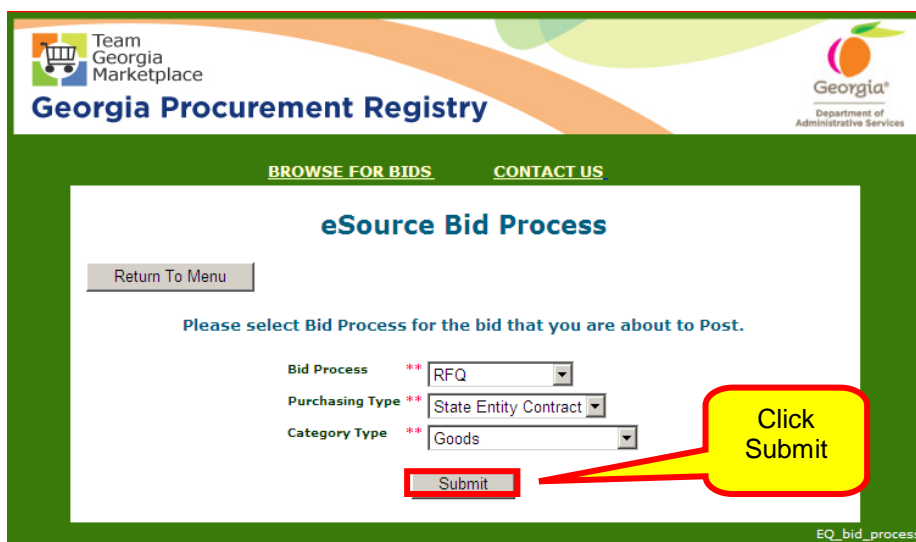 Team
Georgia
Marketplace
Georgia Procurement Registry
Georgia®
Department of
Administrative Services
BROWSE FOR BIDS CONTACT US
eSource Bid Process
Return To Menu
Please select Bid Process for the bid that you are about to Post.
Bid Process ** RFQ
Purchasing Type ** State Entity Contract
Category Type ** Goods
Click
Submit
Submit
EQ_bid_process